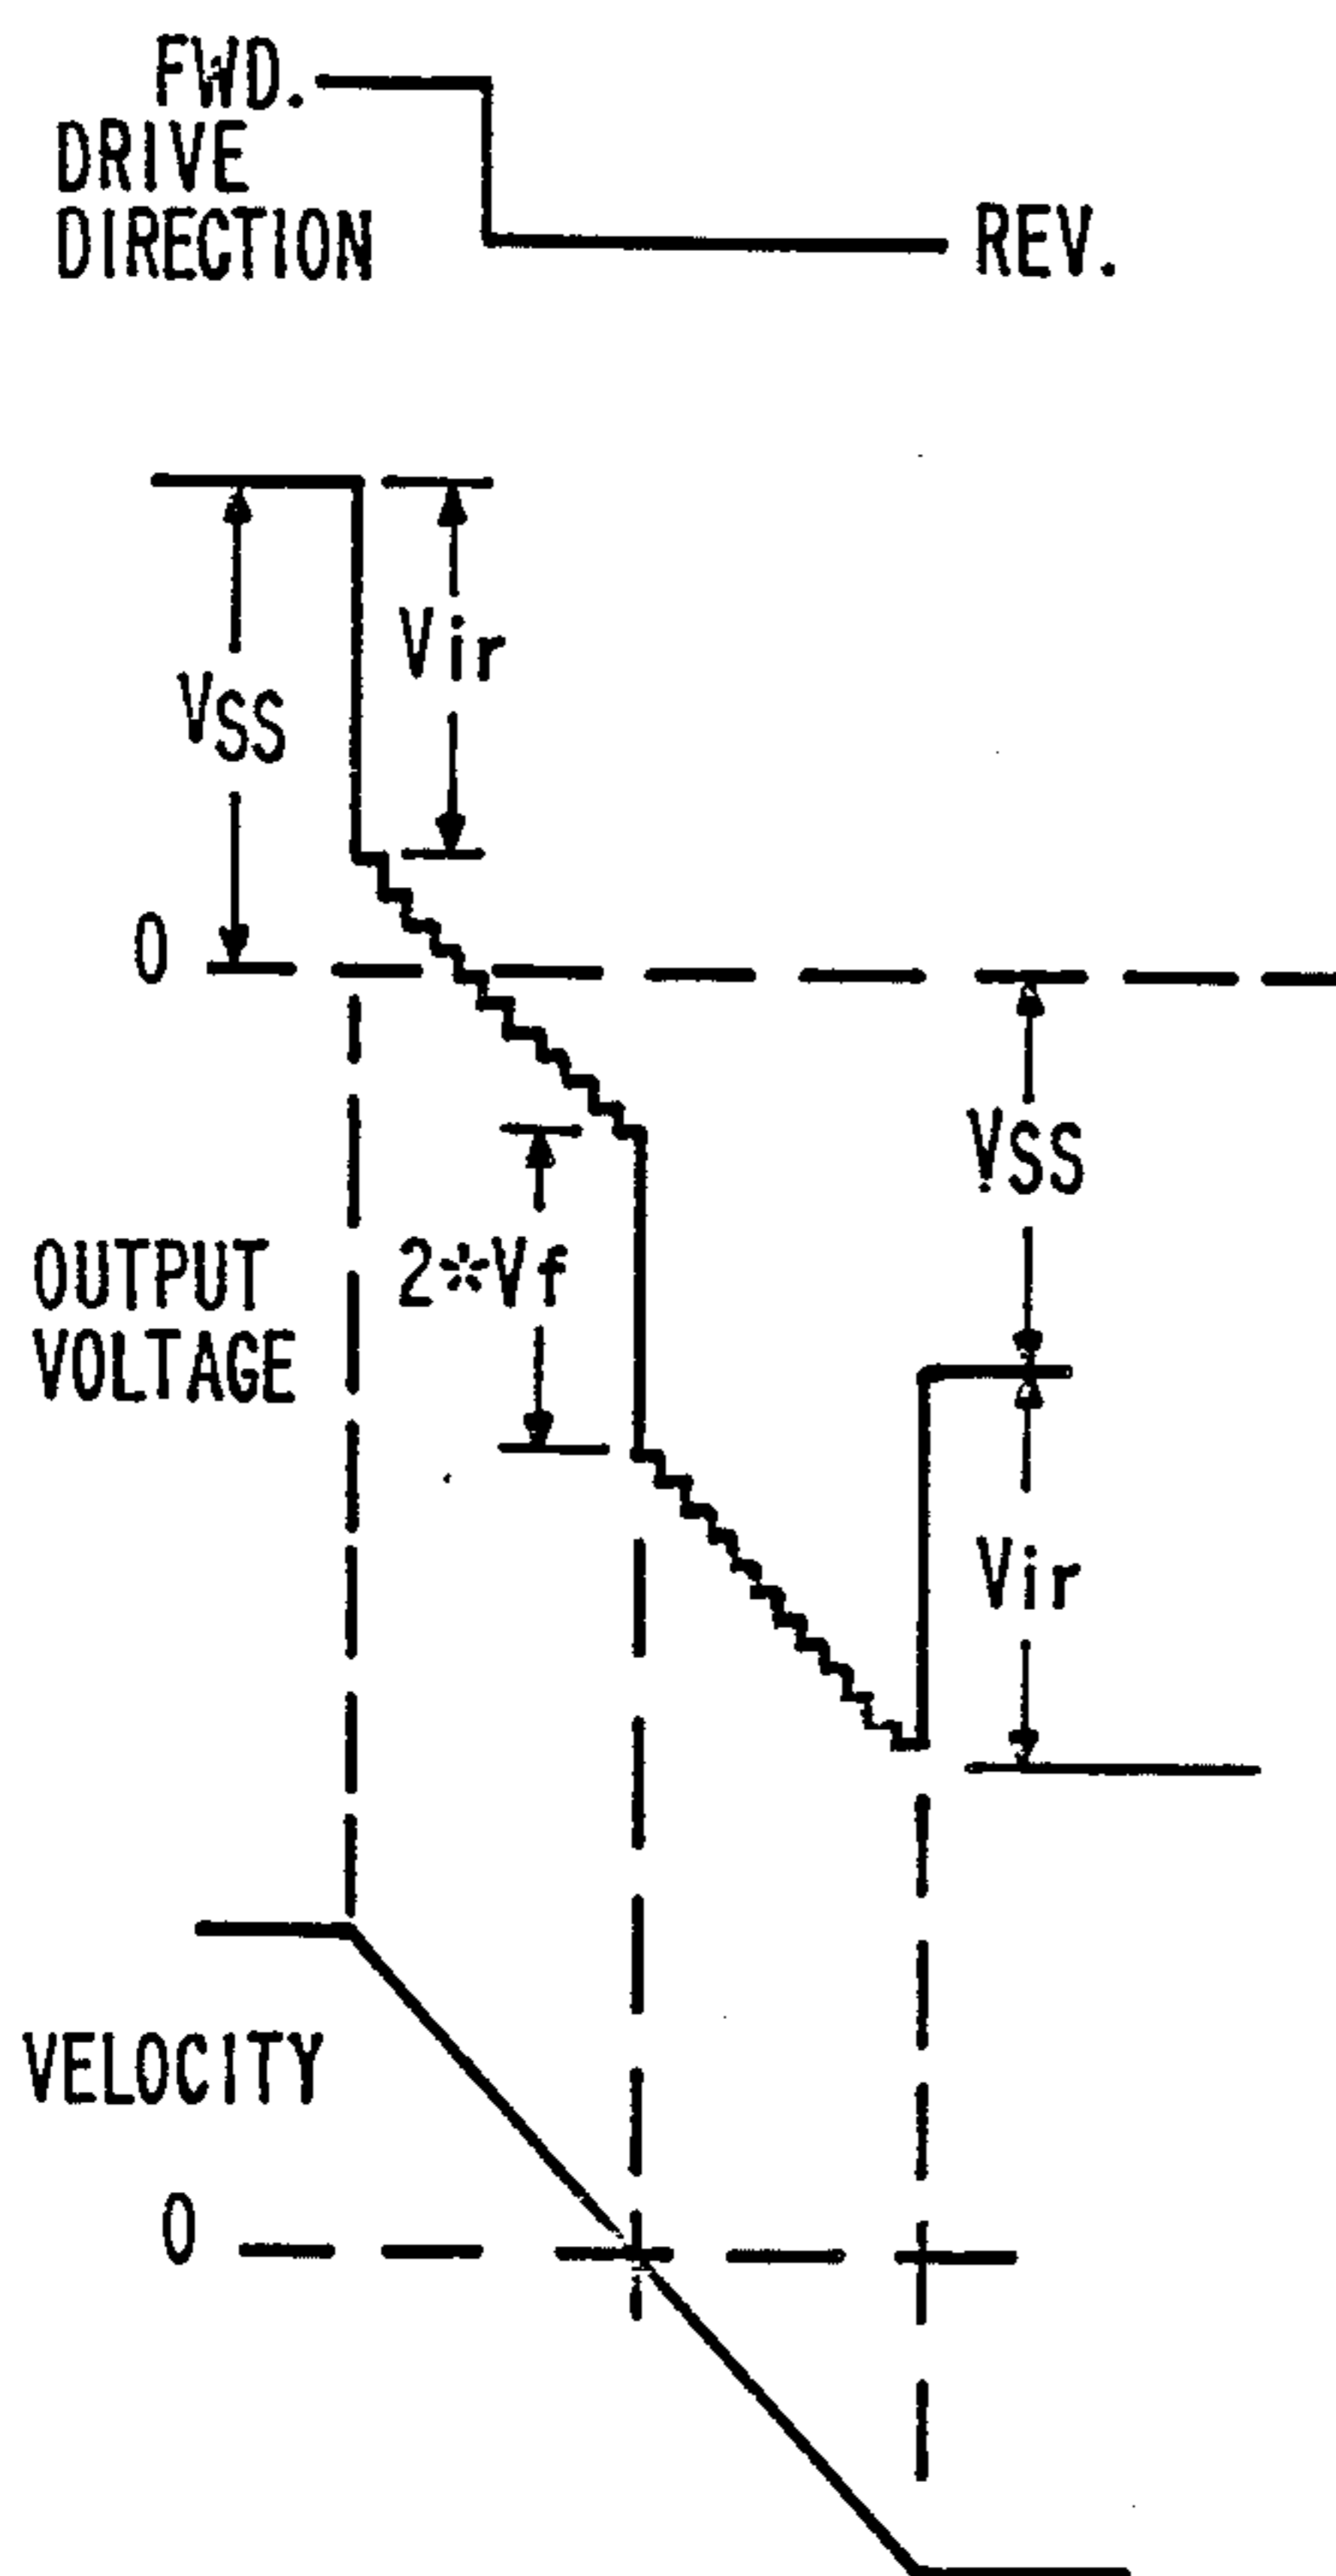 FWD.
DRIVE
DIRECTION
REV.
Vir
VSS
0
VSS
OUTPUT
VOLTAGE
2*Vf
Vir
VELOCITY
0